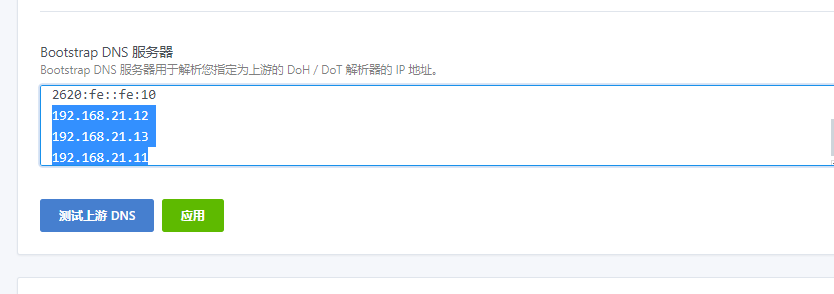 Bootstrap DNS 服务器
Bootstrap DNS 服务器用于解析您指定为上游的 DoH / DoT 解析器的 IP 地址。
2620:fe::fe:10
192.168.21.12
192.168.21.13
192.168.21.11
测试上游 DNS 应用